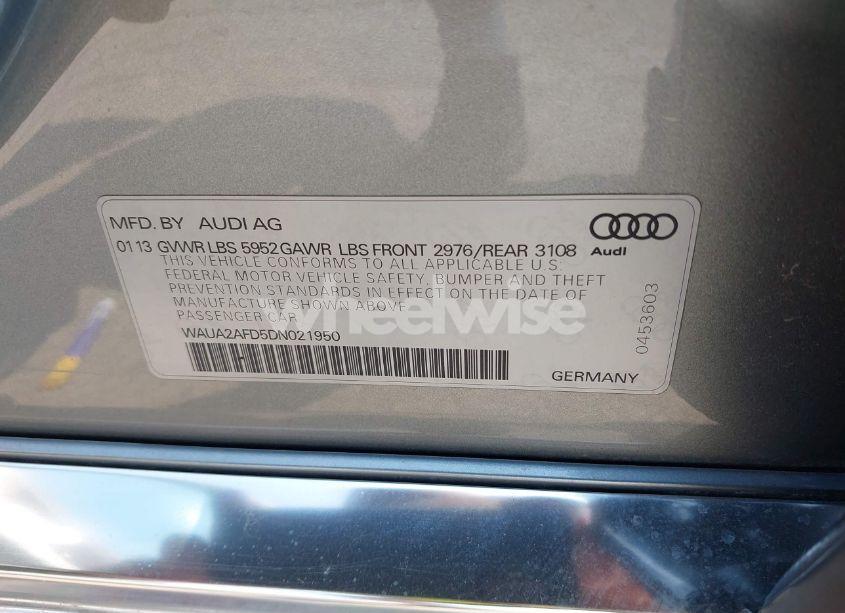 MFD. BY AUDI AG
01 13 GVWR LBS 5952 GAWR LBS FRONT 2976/REAR 3108
THIS VEHICLE CONFORMS TO ALL APPLICABLE U.S.
FEDERAL MOTOR VEHICLE SAFETY, BUMPER AND THEFT
PREVENTION STANDARDS IN EFFECT ON THE DATE OF
MANUFACTURE SHOWN ABOVE.
PASSENGER CAR
WAUA2AFD5DN021950
GERMANY
Audi
0453603
wheelwise